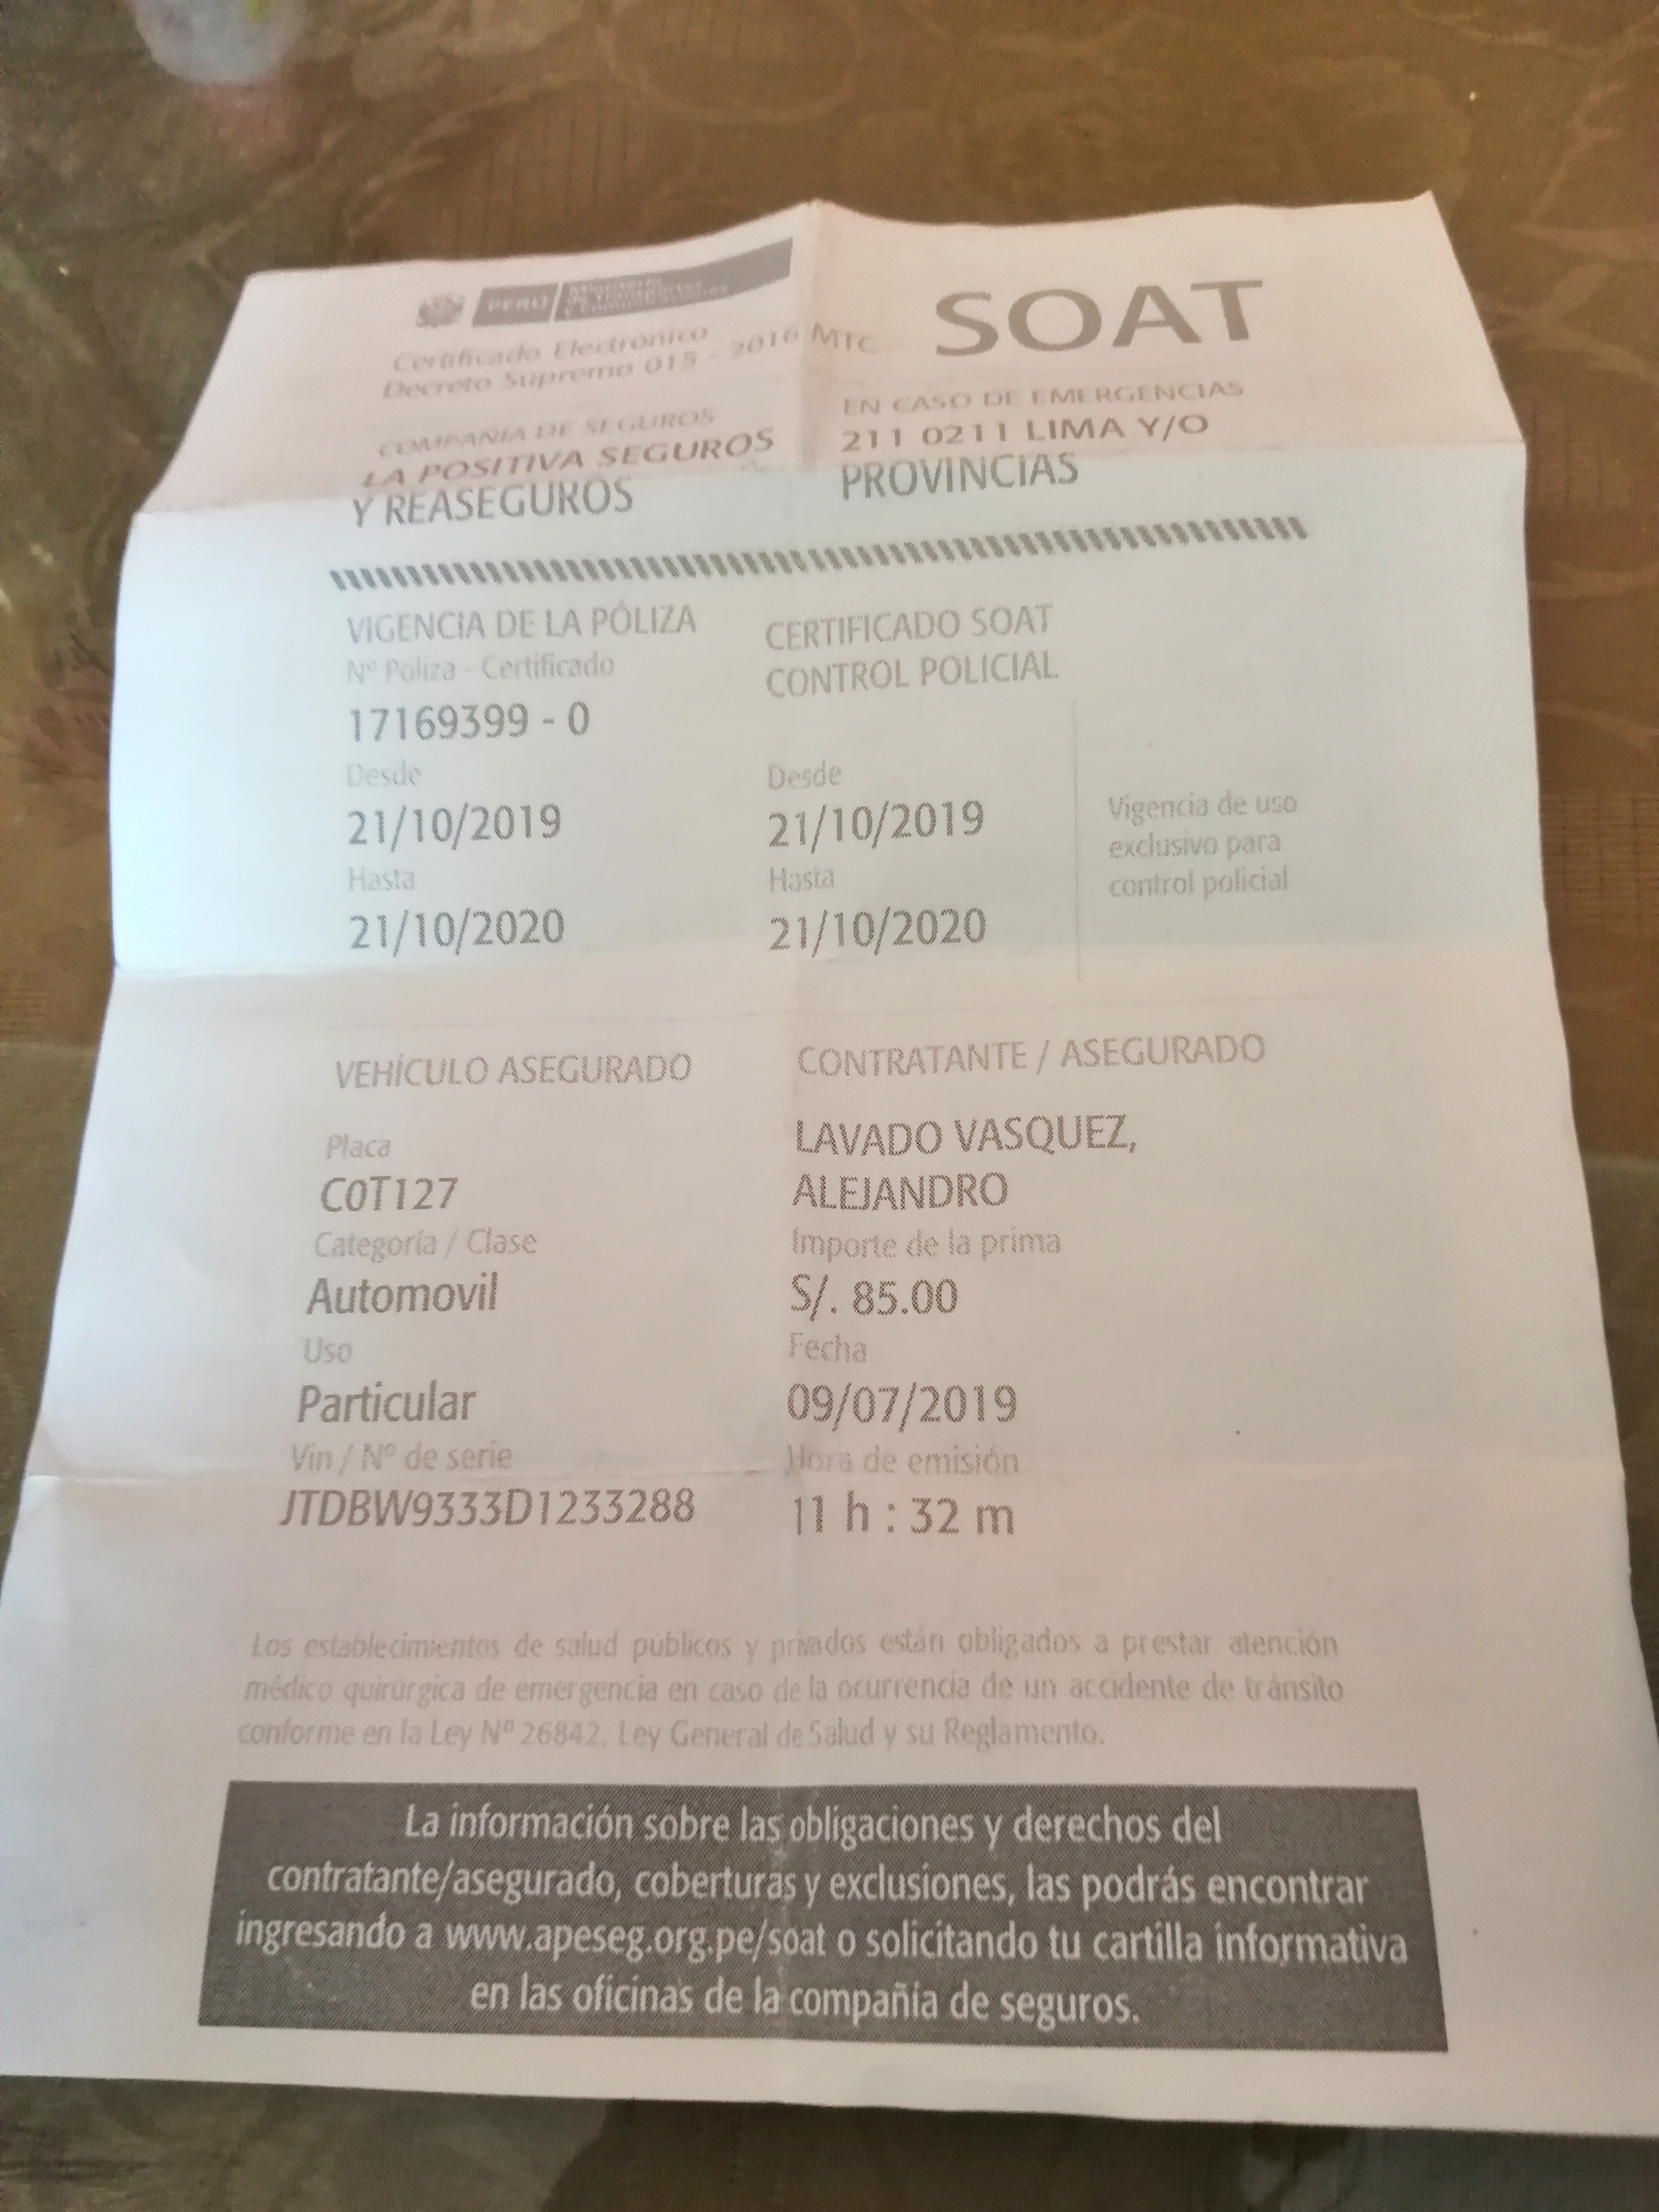 PERÚ Ministerio de Transportes y Comunicaciones
Certificado Electrónico
Decreto Supremo 015 - 2016 MTC
SOAT
COMPAÑÍA DE SEGUROS
LA POSITIVA SEGUROS
Y REASEGUROS
EN CASO DE EMERGENCIAS
211 0211 LIMA Y/O
PROVINCIAS
VIGENCIA DE LA PÓLIZA
Nº Póliza - Certificado
17169399 - 0
Desde
21/10/2019
Hasta
21/10/2020
CERTIFICADO SOAT
CONTROL POLICIAL
Desde
21/10/2019
Hasta
21/10/2020
Vigencia de uso
exclusivo para
control policial
VEHÍCULO ASEGURADO
Placa
C0T127
Categoría / Clase
Automovil
Uso
Particular
Vin / Nº de serie
JTDBW9333D1233288
CONTRATANTE / ASEGURADO
LAVADO VASQUEZ,
ALEJANDRO
Importe de la prima
S/. 85.00
Fecha
09/07/2019
Hora de emisión
11 h : 32 m
Los establecimientos de salud públicos y privados están obligados a prestar atención
médico quirúrgica de emergencia en caso de la ocurrencia de un accidente de tránsito
conforme en la Ley Nº 26842, Ley General de Salud y su Reglamento.
La información sobre las obligaciones y derechos del
contratante/asegurado, coberturas y exclusiones, las podrás encontrar
ingresando a www.apeseg.org.pe/soat o solicitando tu cartilla informativa
en las oficinas de la compañía de seguros.